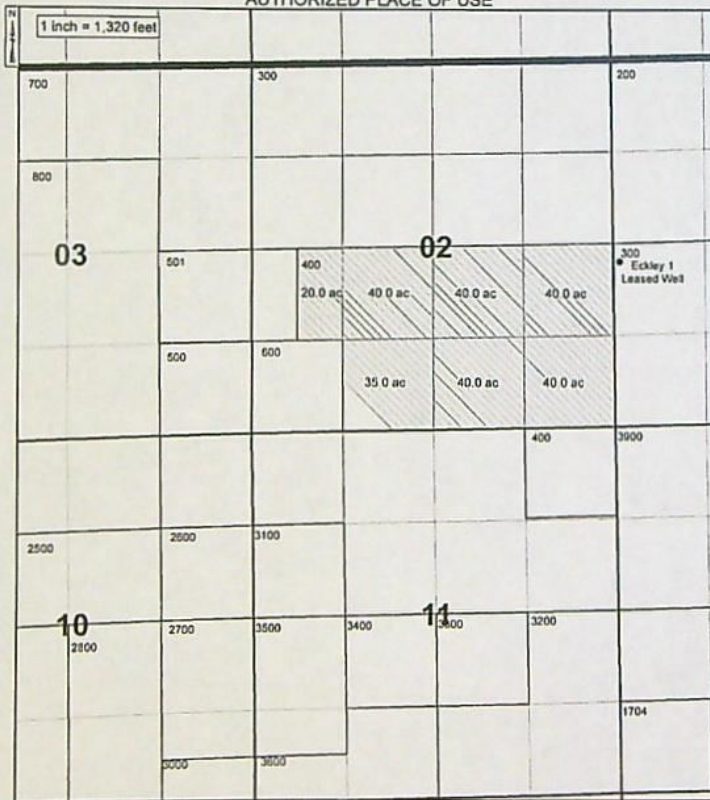 AUTHORIZED PLACE OF USE
N
1 inch = 1,320 feet
700
300
200
800
03
02
501
400
300
Eckley 1
Leased Well
20.0 ac
40.0 ac
40.0 ac
40.0 ac
500
600
35.0 ac
40.0 ac
40.0 ac
400
3900
2500
2600
3100
10
11
2700
3500
3400
3200
2800
1704
3000
3600